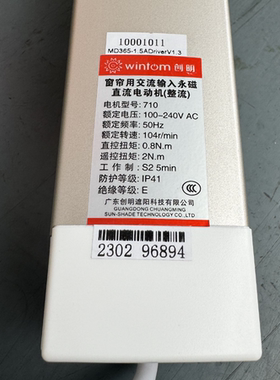 10001011
MD365-1.5ADriverV1.3
wintom 创明
窗帘用交流输入永磁
直流电动机(整流)
电机型号: 710
额定电压: 100~240V AC
额定频率: 50Hz
额定转速: 104r/min
直控扭矩: 0.8N.m
遥控扭矩: 2N.m
工 作 制: S2 5min
防护等级: IP41
绝缘等级: E
CCC
广东创明遮阳科技有限公司
GUANGDONG CHUANGMING
SUN-SHADE TECHNOLOGY CO.,LTD
2302 96894